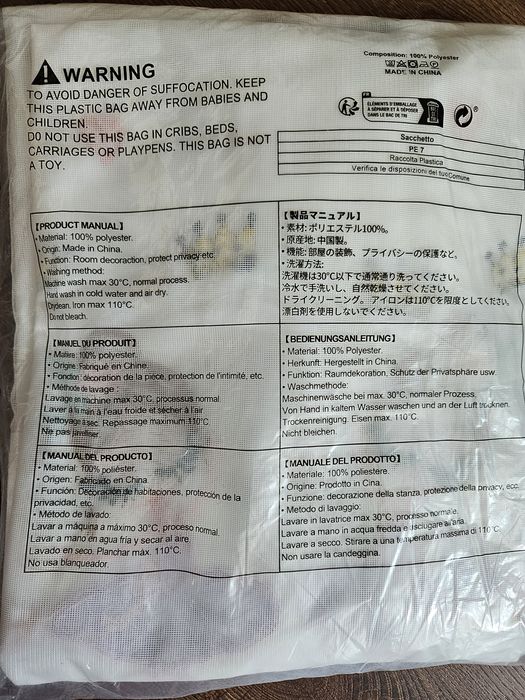 WARNING
TO AVOID DANGER OF SUFFOCATION. KEEP
THIS PLASTIC BAG AWAY FROM BABIES AND
CHILDREN.
DO NOT USE THIS BAG IN CRIBS, BEDS,
CARRIAGES OR PLAYPENS. THIS BAG IS NOT
A TOY.
Composition: 100% Polyester
MADE IN CHINA
FR
ÉLÉMENTS D'EMBALLAGE
À SÉPARER ET À DÉPOSER
DANS LE BAC DE TRI
Sacchetto
PE 7
Raccolta Plastica
Verifica le disposizioni del tuo Comune
【PRODUCT MANUAL】
• Material: 100% polyester.
• Origin: Made in China.
• Function: Room decoration, protect privacy etc.
• Washing method:
Machine wash max 30°C, normal process.
Hand wash in cold water and air dry.
Dryclean. Iron max 110°C.
Do not bleach.
【製品マニュアル】
• 素材: ポリエステル100%。
• 原産地: 中国製。
• 機能: 部屋の装飾、プライバシーの保護など。
• 洗濯方法:
洗濯機は30°C以下で通常通り洗ってください。
冷水で手洗いし、自然乾燥させてください。
ドライクリーニング。 アイロンは110°Cを限度としてください。
漂白剤を使用しないでください。
【MANUEL DU PRODUIT】
• Matière : 100% polyester.
• Origine : Fabriqué en Chine.
• Fonction : décoration de la pièce, protection de l'intimité, etc.
• Méthode de lavage :
Lavage en machine max 30°C, processus normal.
Laver à la main à l'eau froide et sécher à l'air
Nettoyage à sec. Repassage maximum 110°C.
Ne pas javelliser.
【BEDIENUNGSANLEITUNG】
• Material: 100% Polyester.
• Herkunft: Hergestellt in China.
• Funktion: Raumdekoration, Schutz der Privatsphäre usw.
• Waschmethode:
Maschinenwäsche bei max. 30°C, normaler Prozess.
Von Hand in kaltem Wasser waschen und an der Luft trocknen.
Trockenreinigung. Eisen max. 110°C.
Nicht bleichen.
【MANUAL DEL PRODUCTO】
• Material: 100% poliéster.
• Origen: Fabricado en China.
• Función: Decoración de habitaciones, protección de la
privacidad, etc.
• Método de lavado:
Lavar a máquina a máximo 30°C, proceso normal.
Lavar a mano en agua fría y secar al aire.
Lavado en seco. Planchar máx. 110°C.
No usa blanqueador.
【MANUALE DEL PRODOTTO】
• Materiale: 100% poliestere.
• Origine: Prodotto in Cina.
• Funzione: decorazione della stanza, protezione della privacy, ecc.
• Metodo di lavaggio:
Lavare in lavatrice max 30°C, processo normale.
Lavare a mano in acqua fredda e asciugare all'aria.
Lavare a secco. Stirare a una temperatura massima di 110°C.
Non usare la candeggina.